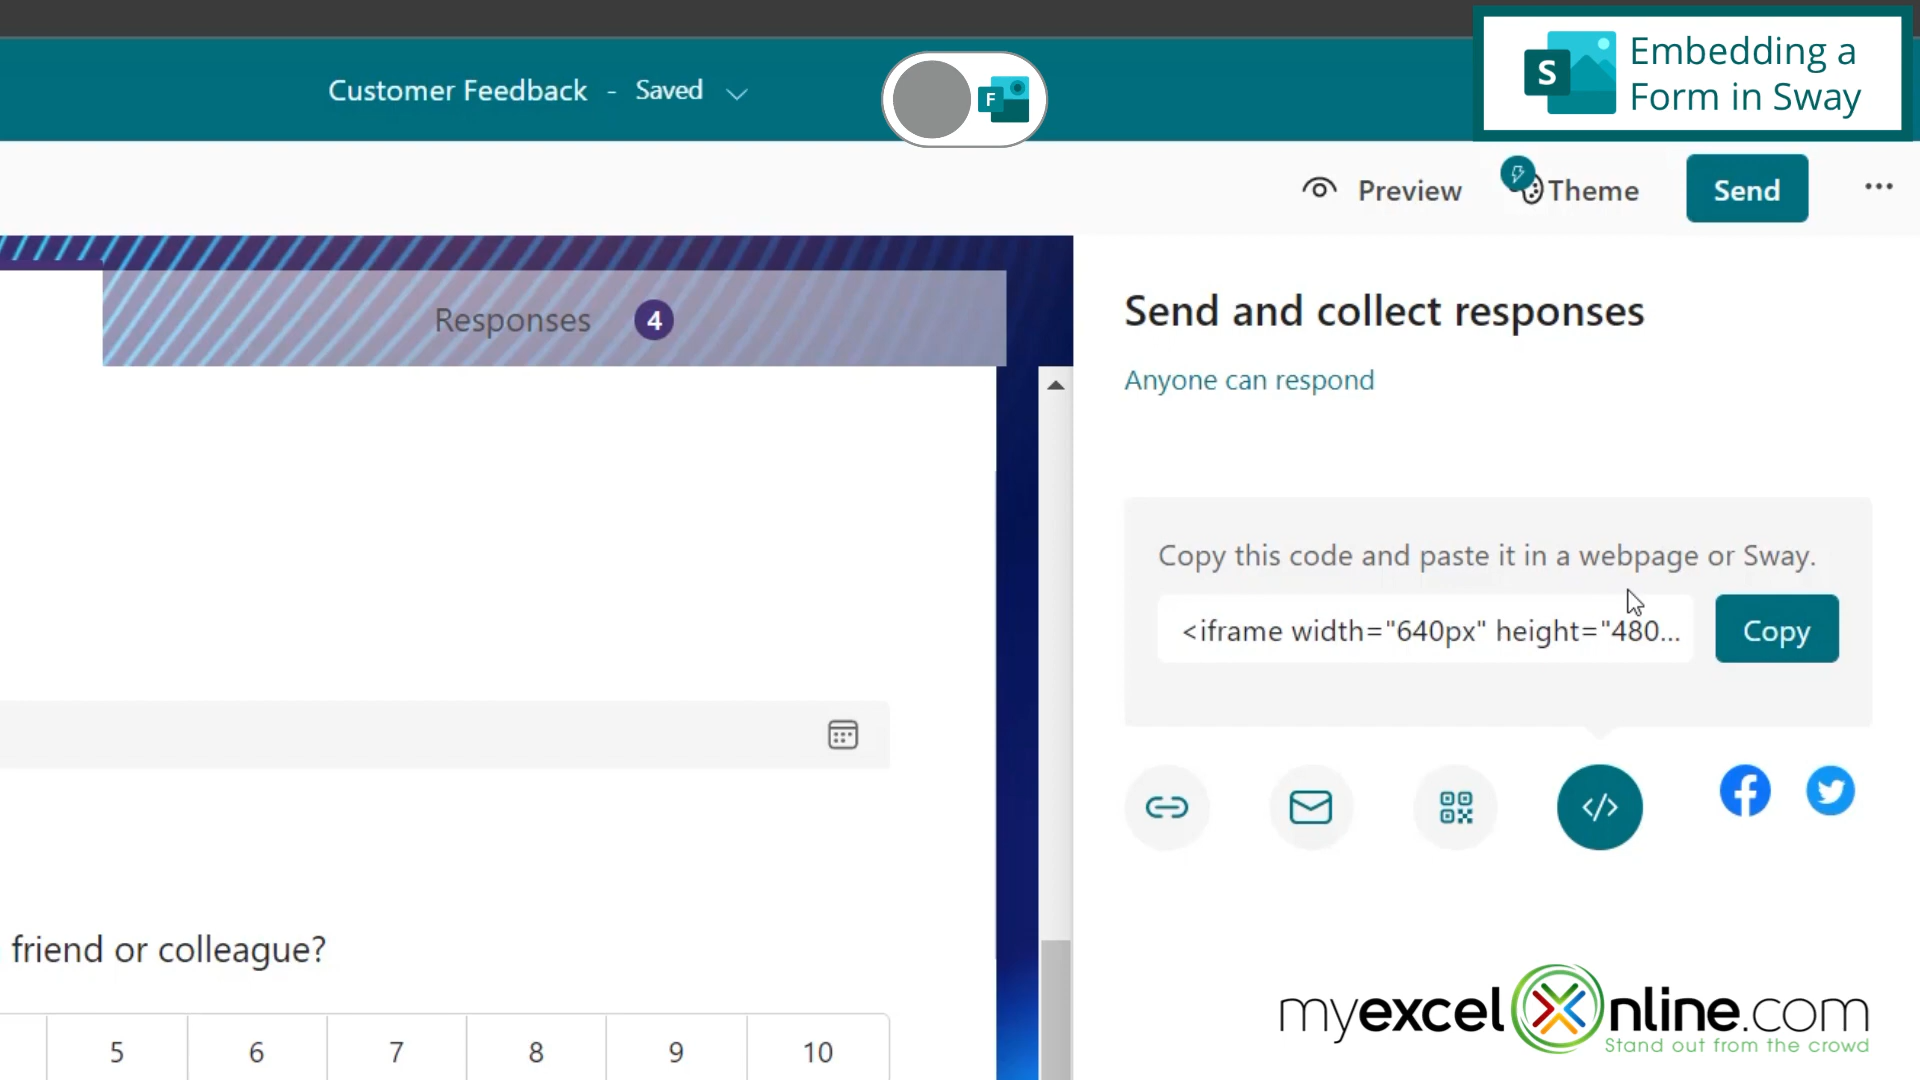 S
Embedding a
Form in Sway
Customer Feedback - Saved
F
Preview
Theme
Send
...
Responses 4
Send and collect responses
Anyone can respond
Copy this code and paste it in a webpage or Sway.
<iframe width="640px" height="480...
Copy
</>
friend or colleague?
5 6 7 8 9 10
myexcelOnline.com
Stand out from the crowd